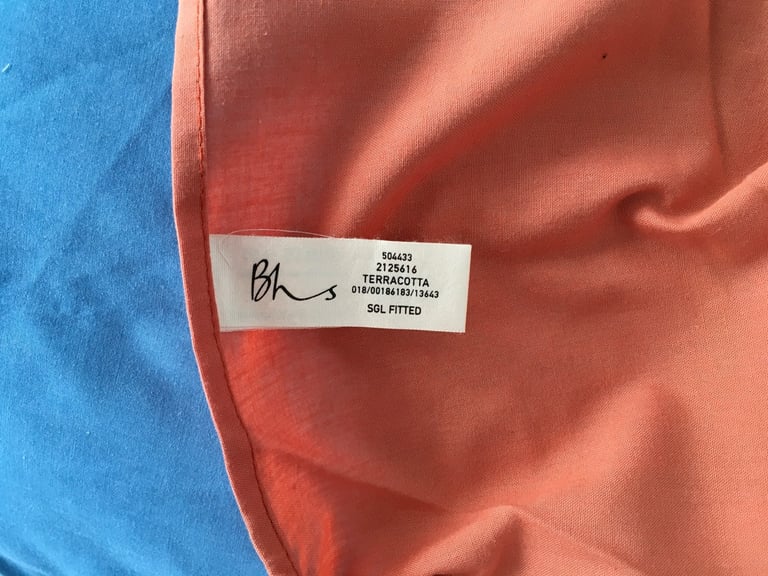 Bhs
504433
2125616
TERRACOTTA
018/00186183/13643
SGL FITTED